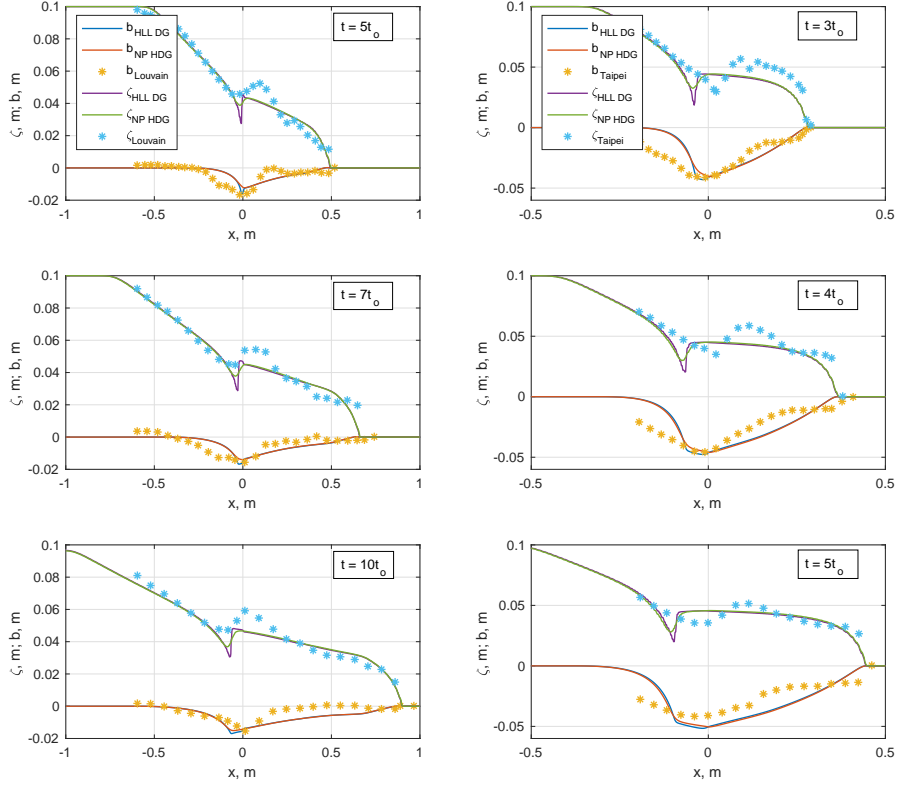 0.1
0.08
0.06
0.04
0.02
0
-0.02
ζ, m; b, m
-1 -0.5 0 0.5 1
x, m
t = 5t_o
b_HLL DG
b_NP HDG
b_Louvain
ζ_HLL DG
ζ_NP HDG
ζ_Louvain
0.1
0.05
0
-0.05
ζ, m; b, m
-0.5 0 0.5
x, m
t = 3t_o
b_HLL DG
b_NP HDG
b_Taipei
ζ_HLL DG
ζ_NP HDG
ζ_Taipei
0.1
0.08
0.06
0.04
0.02
0
-0.02
ζ, m; b, m
-1 -0.5 0 0.5 1
x, m
t = 7t_o
0.1
0.05
0
-0.05
ζ, m; b, m
-0.5 0 0.5
x, m
t = 4t_o
0.1
0.08
0.06
0.04
0.02
0
-0.02
ζ, m; b, m
-1 -0.5 0 0.5 1
x, m
t = 10t_o
0.1
0.05
0
-0.05
ζ, m; b, m
-0.5 0 0.5
x, m
t = 5t_o